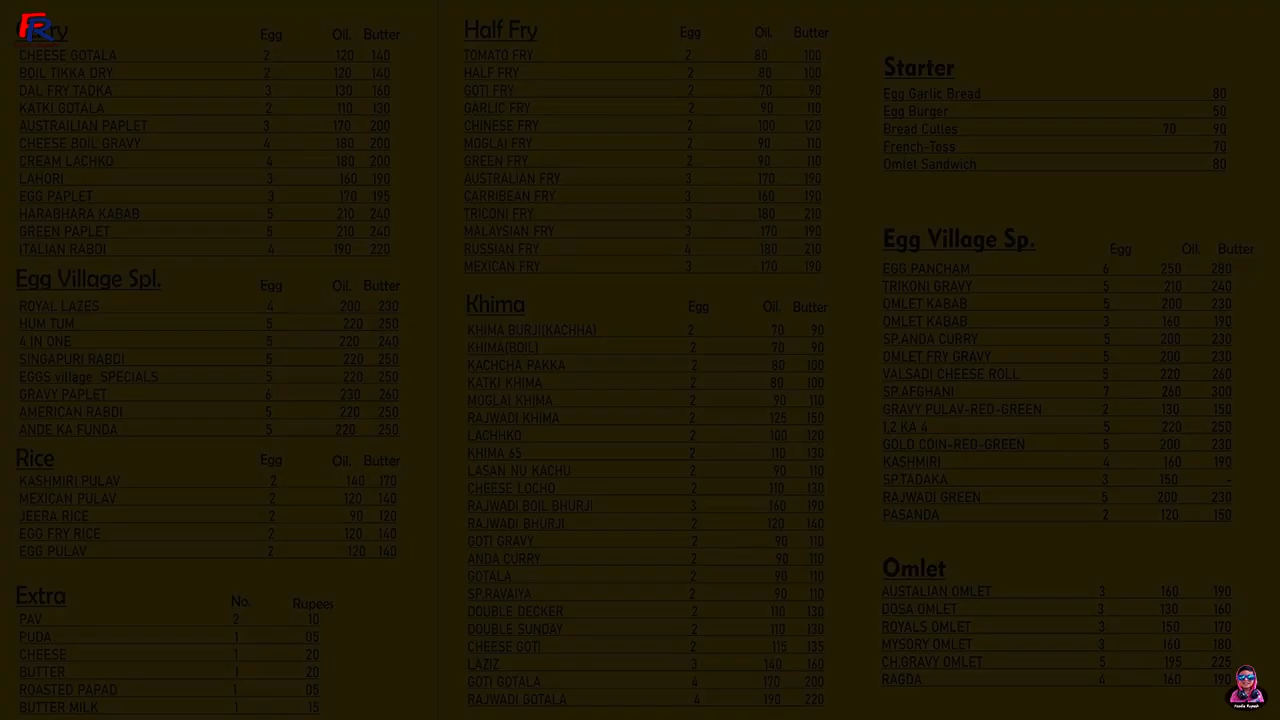 FR
Egg Oil. Butter
CHEESE GOTALA 2 120 140
BOIL TIKKA DRY 2 120 140
DAL FRY TADKA 3 130 160
KATKI GOTALA 2 110 130
AUSTRAILIAN PAPLET 3 170 200
CHEESE BOIL GRAVY 4 180 200
CREAM LACHKO 4 180 200
LAHORI 3 160 190
EGG PAPLET 3 170 195
HARABHARA KABAB 5 210 240
GREEN PAPLET 5 210 240
ITALIAN RABDI 4 190 220
Egg Village Spl. Egg Oil. Butter
ROYAL LAZES 4 200 230
HUM TUM 5 220 250
4 IN ONE 5 220 240
SINGAPURI RABDI 5 220 250
EGGS village SPECIALS 5 220 250
GRAVY PAPLET 6 230 260
AMERICAN RABDI 5 220 250
ANDE KA FUNDA 5 220 250
Rice Egg Oil. Butter
KASHMIRI PULAV 2 140 170
MEXICAN PULAV 2 120 140
JEERA RICE 2 90 120
EGG FRY RICE 2 120 140
EGG PULAV 2 120 140
Extra No. Rupees
PAV 2 10
PUDA 1 05
CHEESE 1 20
BUTTER 1 20
ROASTED PAPAD 1 05
BUTTER MILK 1 15
Half Fry Egg Oil. Butter
TOMATO FRY 2 80 100
HALF FRY 2 80 100
GOTI FRY 2 70 90
GARLIC FRY 2 90 110
CHINESE FRY 2 100 120
MOGLAI FRY 2 90 110
GREEN FRY 2 90 110
AUSTRALIAN FRY 3 170 190
CARRIBEAN FRY 3 160 190
TRICONI FRY 3 180 210
MALAYSIAN FRY 3 170 190
RUSSIAN FRY 4 180 210
MEXICAN FRY 3 170 190
Khima Egg Oil. Butter
KHIMA BURJI(KACHHA) 2 70 90
KHIMA(BOIL) 2 70 90
KACHCHA PAKKA 2 80 100
KATKI KHIMA 2 80 100
MOGLAI KHIMA 2 90 110
RAJWADI KHIMA 2 125 150
LACHHKO 2 100 120
KHIMA 65 2 110 130
LASAN NU KACHU 2 90 110
CHEESE LOCHO 2 110 130
RAJWADI BOIL BHURJI 3 160 190
RAJWADI BHURJI 2 120 140
GOTI GRAVY 2 90 110
ANDA CURRY 2 90 110
GOTALA 2 90 110
SP.RAVAIYA 2 90 110
DOUBLE DECKER 2 110 130
DOUBLE SUNDAY 2 110 130
CHEESE GOTI 2 115 135
LAZIZ 3 140 160
GOTI GOTALA 4 170 200
RAJWADI GOTALA 4 190 220
Starter
Egg Garlic Bread 80
Egg Burger 50
Bread Cutles 70 90
French-Toss 70
Omlet Sandwich 80
Egg Village Sp. Egg Oil. Butter
EGG PANCHAM 6 250 280
TRIKONI GRAVY 5 210 240
OMLET KABAB 5 200 230
OMLET KABAB 3 160 190
SP.ANDA CURRY 5 200 230
OMLET FRY GRAVY 5 200 230
VALSADI CHEESE ROLL 5 220 260
SP.AFGHANI 7 260 300
GRAVY PULAV-RED-GREEN 2 130 150
1,2 KA 4 5 220 250
GOLD COIN-RED-GREEN 5 200 230
KASHMIRI 4 160 190
SP.TADAKA 3 150 -
RAJWADI GREEN 5 200 230
PASANDA 2 120 150
Omlet
AUSTALIAN OMLET 3 160 190
DOSA OMLET 3 130 160
ROYALS OMLET 3 150 170
MYSORY OMLET 3 160 180
CH.GRAVY OMLET 5 195 225
RAGDA 4 160 190
Foodie Rupesh